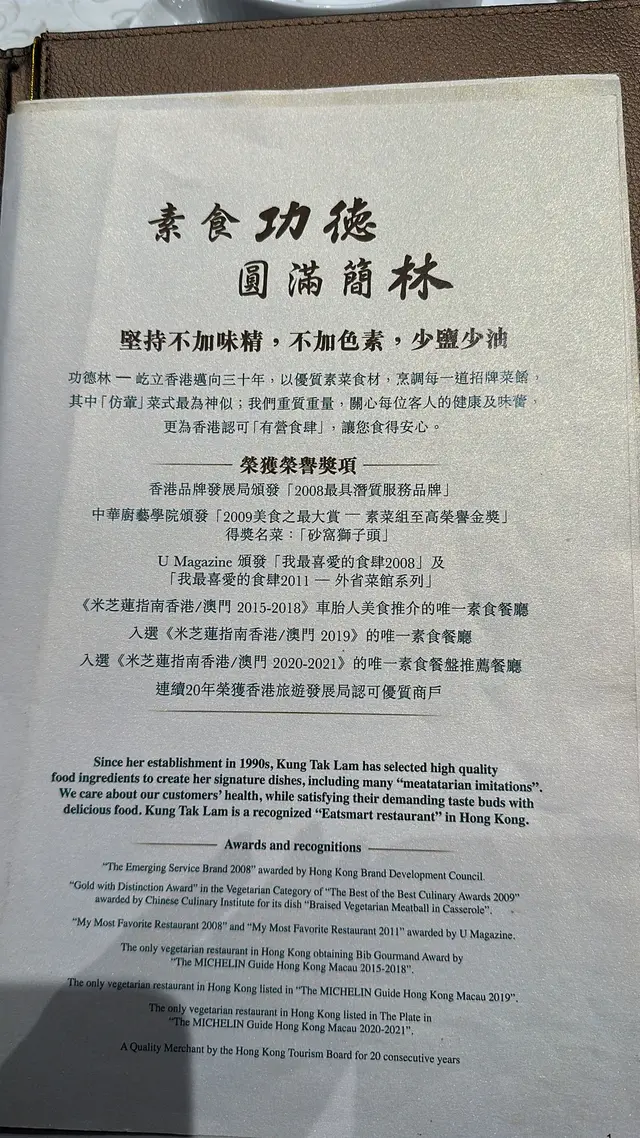 素食功德
圓滿簡林
堅持不加味精，不加色素，少鹽少油
功德林 — 屹立香港邁向三十年，以優質素菜食材，烹調每一道招牌菜餚，
其中「仿葷」菜式最為神似；我們重質重量，關心每位客人的健康及味蕾，
更為香港認可「有營食肆」，讓您食得安心。
榮獲榮譽獎項
香港品牌發展局頒發「2008最具潛質服務品牌」
中華廚藝學院頒發「2009美食之最大賞 — 素菜組至高榮譽金獎」
得獎名菜：「砂窩獅子頭」
U Magazine 頒發「我最喜愛的食肆2008」及
「我最喜愛的食肆2011 — 外省菜館系列」
《米芝蓮指南香港/澳門 2015-2018》車胎人美食推介的唯一素食餐廳
入選《米芝蓮指南香港/澳門 2019》的唯一素食餐廳
入選《米芝蓮指南香港/澳門 2020-2021》的唯一素食餐盤推薦餐廳
連續20年榮獲香港旅遊發展局認可優質商戶
Since her establishment in 1990s, Kung Tak Lam has selected high quality
food ingredients to create her signature dishes, including many “meatatarian imitations”.
We care about our customers’ health, while satisfying their demanding taste buds with
delicious food. Kung Tak Lam is a recognized “Eatsmart restaurant” in Hong Kong.
Awards and recognitions
“The Emerging Service Brand 2008” awarded by Hong Kong Brand Development Council.
“Gold with Distinction Award” in the Vegetarian Category of “The Best of the Best Culinary Awards 2009”
awarded by Chinese Culinary Institute for its dish “Braised Vegetarian Meatball in Casserole”.
“My Most Favorite Restaurant 2008” and “My Most Favorite Restaurant 2011” awarded by U Magazine.
The only vegetarian restaurant in Hong Kong obtaining Bib Gourmand Award by
“The MICHELIN Guide Hong Kong Macau 2015-2018”.
The only vegetarian restaurant in Hong Kong listed in “The MICHELIN Guide Hong Kong Macau 2019”.
The only vegetarian restaurant in Hong Kong listed in The Plate in
“The MICHELIN Guide Hong Kong Macau 2020-2021”.
A Quality Merchant by the Hong Kong Tourism Board for 20 consecutive years